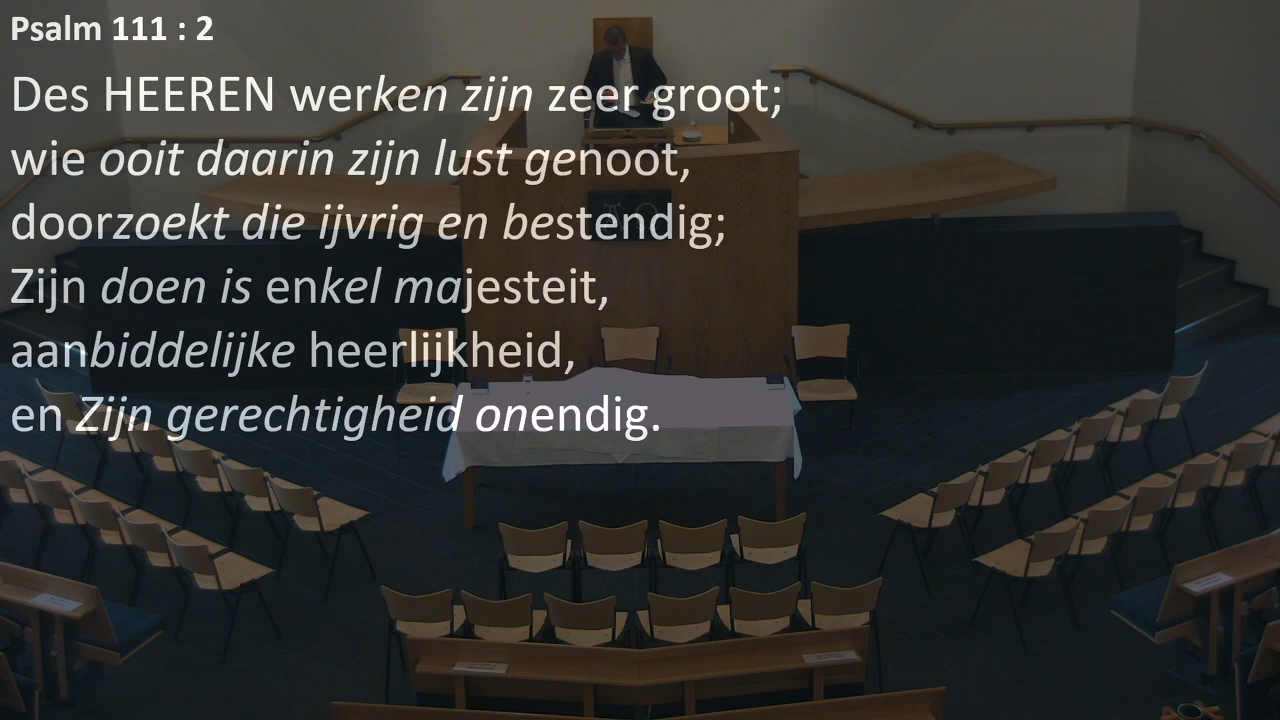 Psalm 111 : 2
Des HEEREN werken zijn zeer groot;
wie ooit daarin zijn lust genoot,
doorzoekt die ijvrig en bestendig;
Zijn doen is enkel majesteit,
aanbiddelijke heerlijkheid,
en Zijn gerechtigheid onendig.